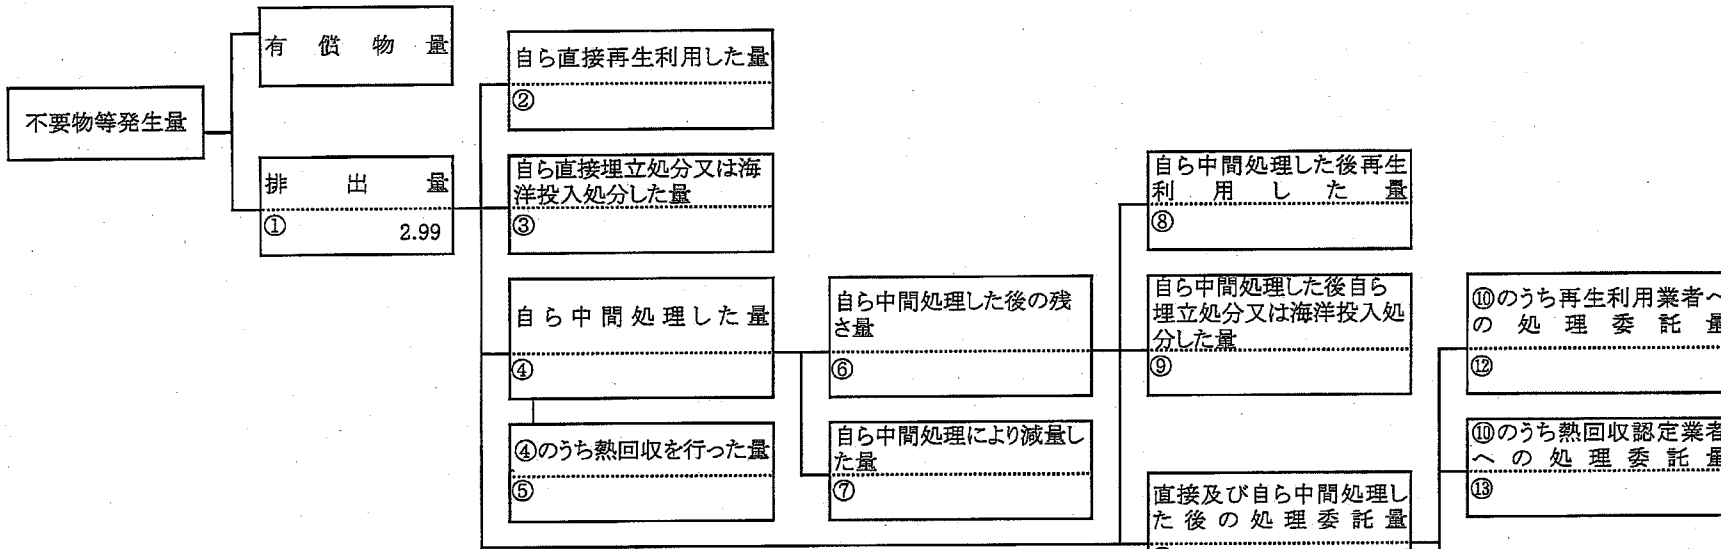 不要物等発生量
有償物量
排出量
①
2.99
自ら直接再生利用した量
②
自ら直接埋立処分又は海
洋投入処分した量
③
自ら中間処理した量
④
④のうち熱回収を行った量
⑤
自ら中間処理した後の残
さ量
⑥
自ら中間処理により減量し
た量
⑦
自ら中間処理した後再生
利用した量
⑧
自ら中間処理した後自ら
埋立処分又は海洋投入処
分した量
⑨
直接及び自ら中間処理し
た後の処理委託量
⑩のうち再生利用業者へ
の処理委託量
⑫
⑩のうち熱回収認定業者
への処理委託量
⑬